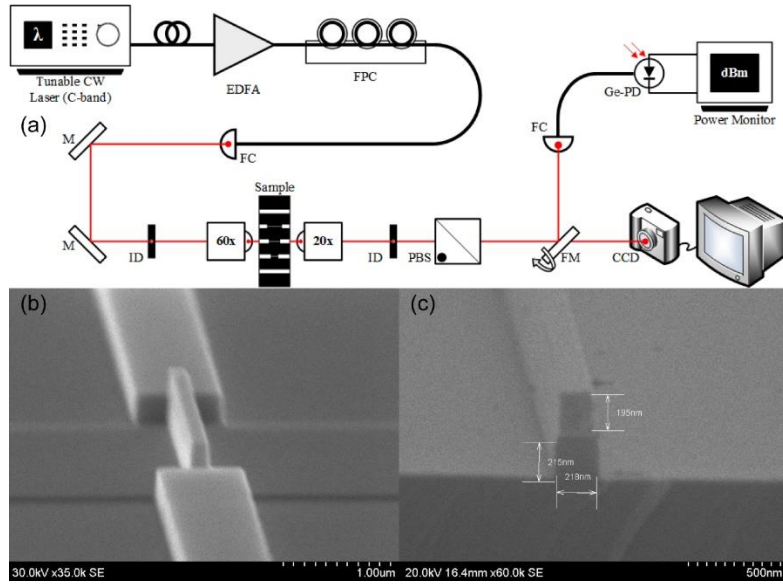 λ
Tunable CW
Laser (C-band)
EDFA
FPC
Ge-PD
dBm
Power Monitor
(a)
M
FC
FC
Sample
M
ID
60x
20x
ID
PBS
FM
CCD
(b)
(c)
195nm
215nm
218nm
30.0kV x35.0k SE
1.00um
20.0kV 16.4mm x60.0k SE
500nm